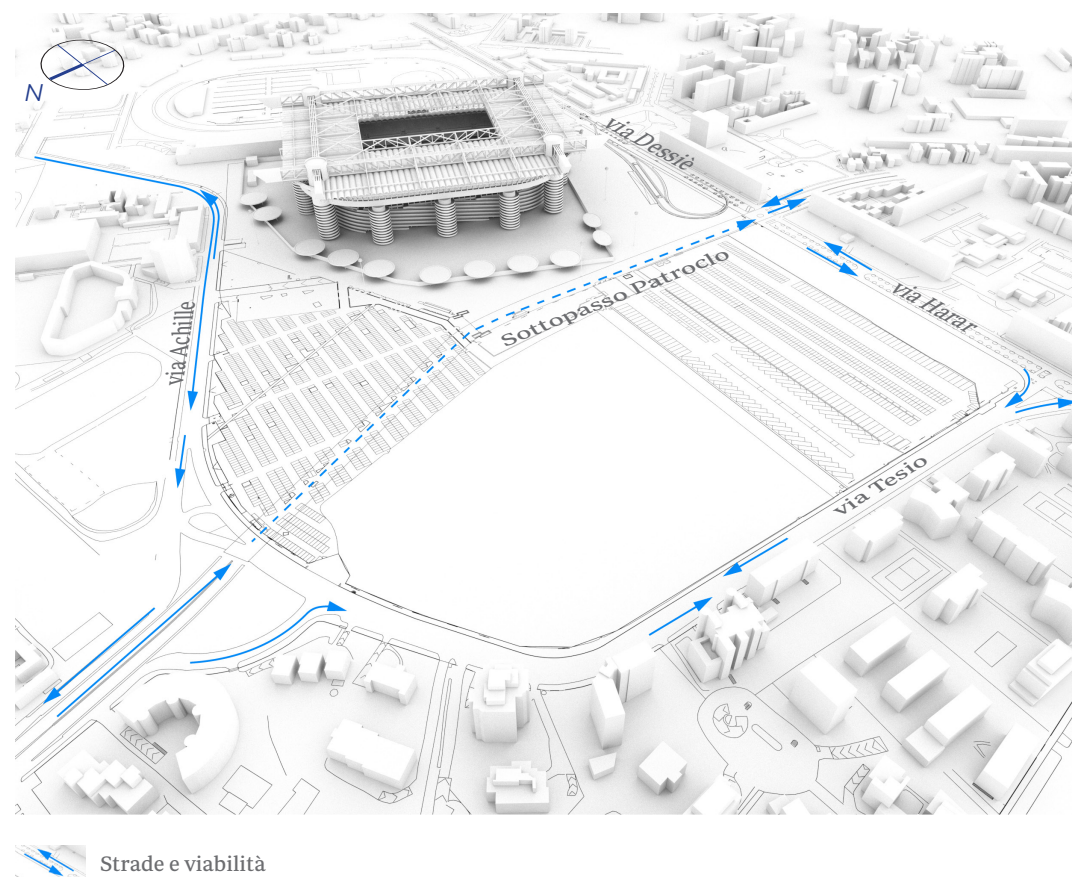 N
via Dessiè
Sottopasso Patroclo
via Harar
via Achille
via Tesio
Strade e viabilità